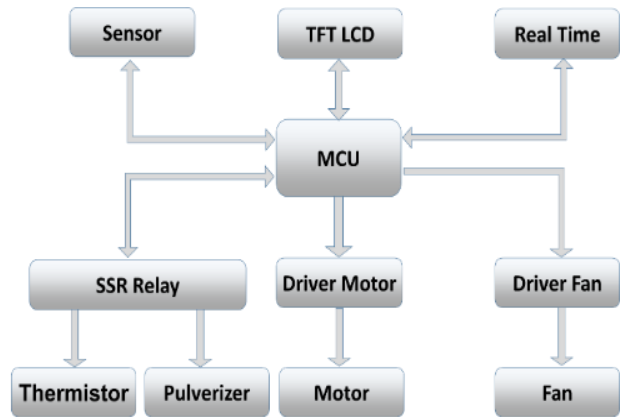 Sensor
TFT LCD
Real Time
MCU
SSR Relay
Driver Motor
Driver Fan
Thermistor
Pulverizer
Motor
Fan